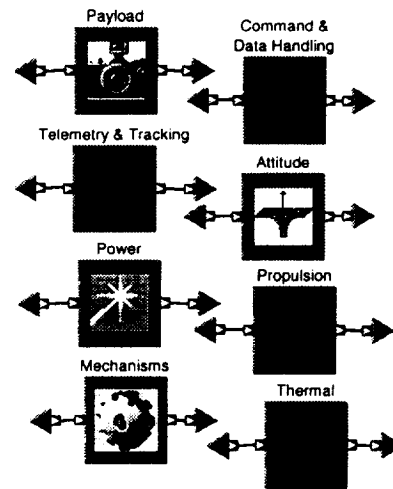 Payload
Command &
Data Handling
Telemetry & Tracking
Attitude
Power
Propulsion
Mechanisms
Thermal